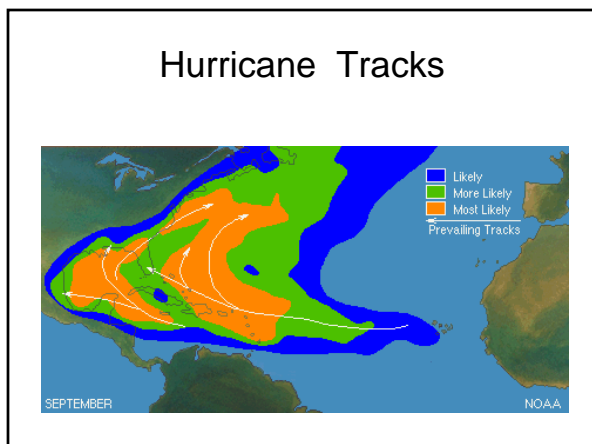 Hurricane Tracks
Likely
More Likely
Most Likely
Prevailing Tracks
SEPTEMBER
NOAA